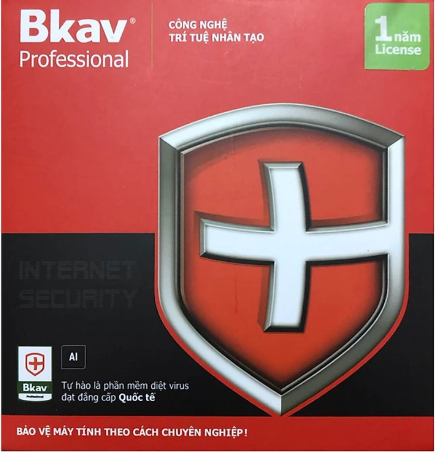 Bkav®
Professional
CÔNG NGHỆ
TRÍ TUỆ NHÂN TẠO
1 năm
License
INTERNET
SECURITY
AI
Bkav
Professional
Tự hào là phần mềm diệt virus
đạt đẳng cấp Quốc tế
BẢO VỆ MÁY TÍNH THEO CÁCH CHUYÊN NGHIỆP!